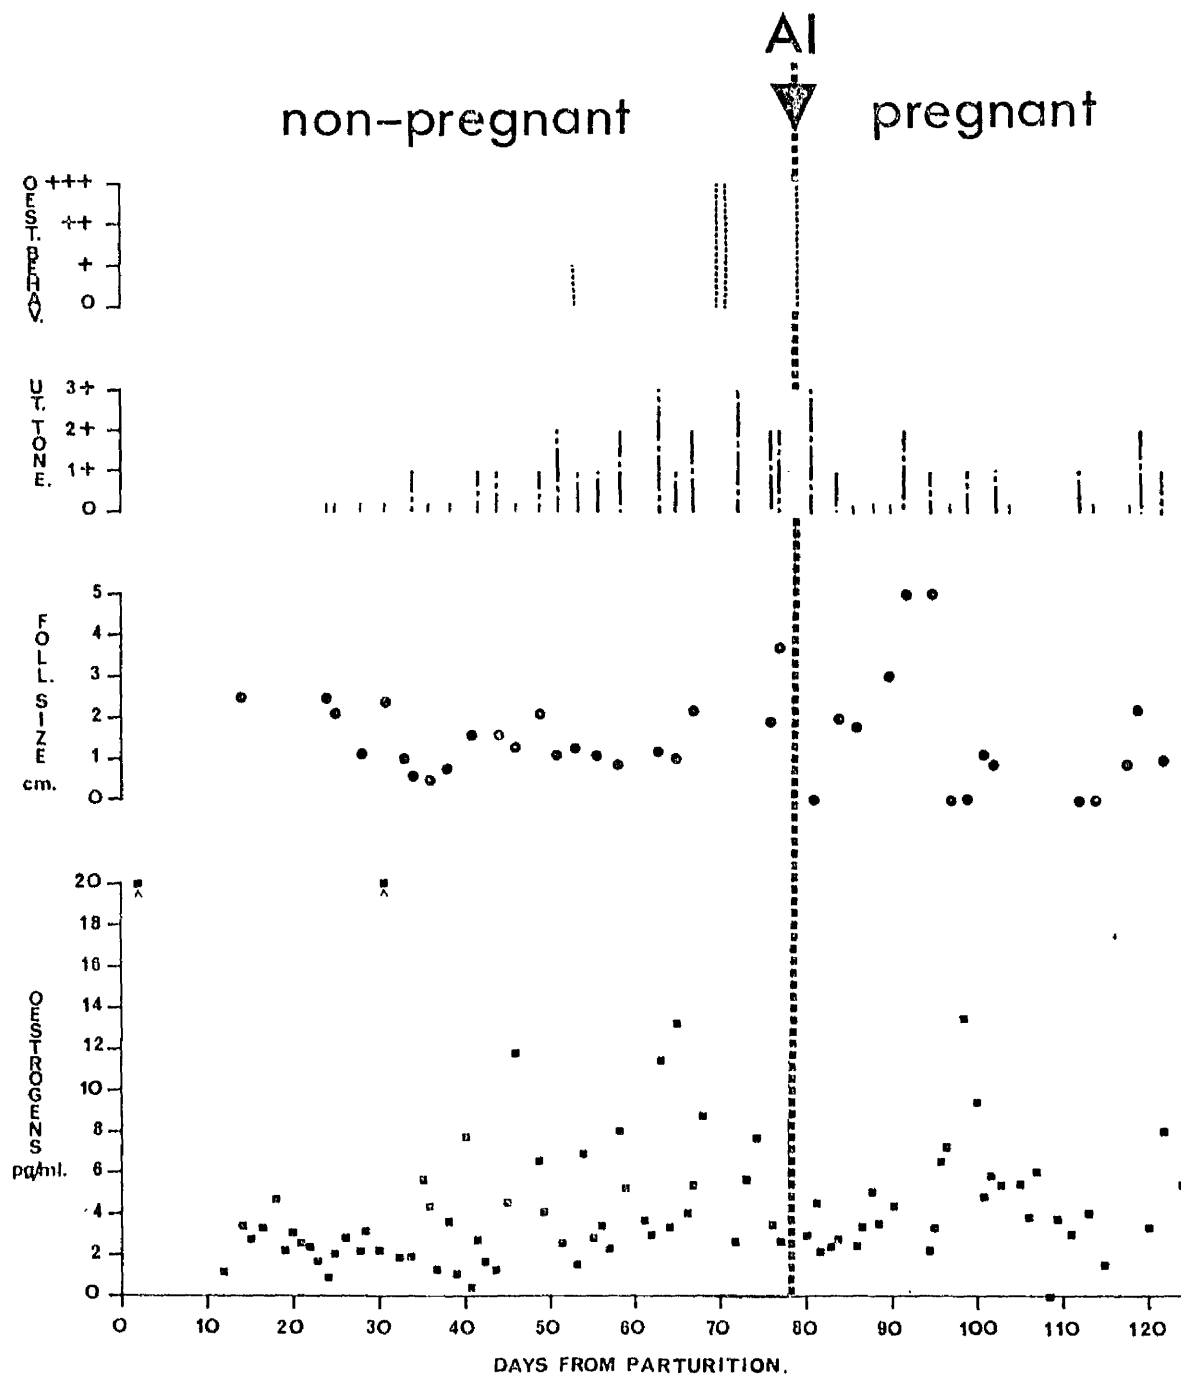 AI
non-pregnant
pregnant
OEST. BEHAV.
+++
++
+
0
UT. TONE.
3+
2+
1+
0
FOLL. SIZE
cm.
5
4
3
2
1
0
OESTROGENS
pg/ml.
20
18
16
14
12
10
8
6
4
2
0
0 10 20 30 40 50 60 70 80 90 100 110 120
DAYS FROM PARTURITION.